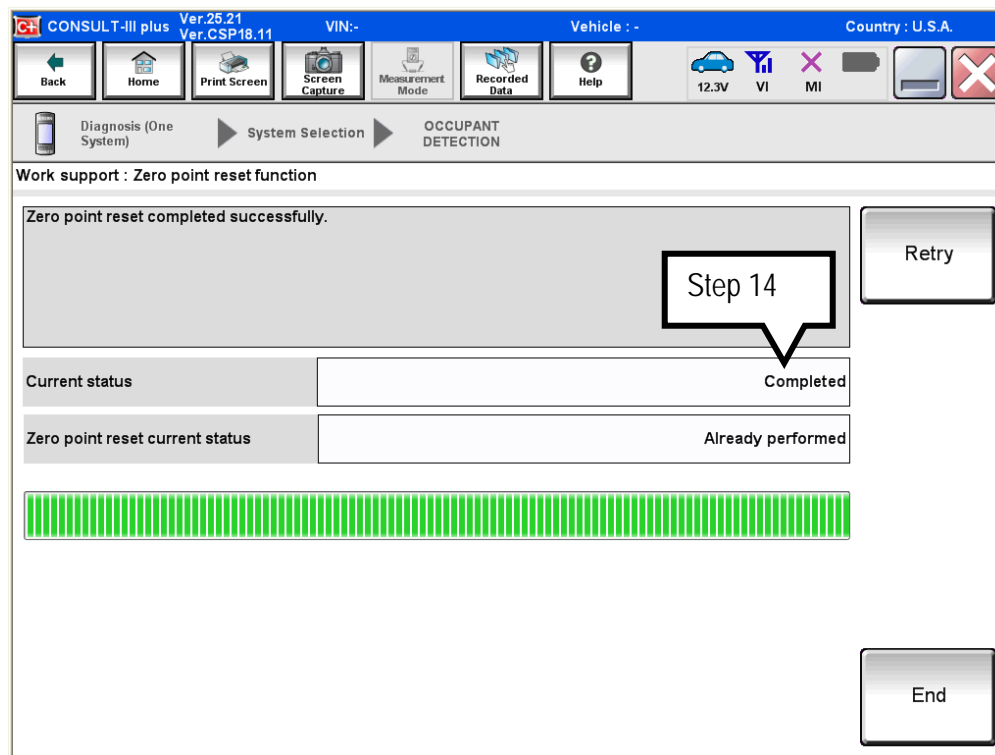 C+ CONSULT-III plus Ver.25.21 VIN:- Vehicle : - Country : U.S.A.
Ver.CSP18.11
Back Home Print Screen Screen Capture Measurement Mode Recorded Data Help 12.3V VI MI
Diagnosis (One System) System Selection OCCUPANT DETECTION
Work support : Zero point reset function
Zero point reset completed successfully.
Retry
Step 14
Current status Completed
Zero point reset current status Already performed
End